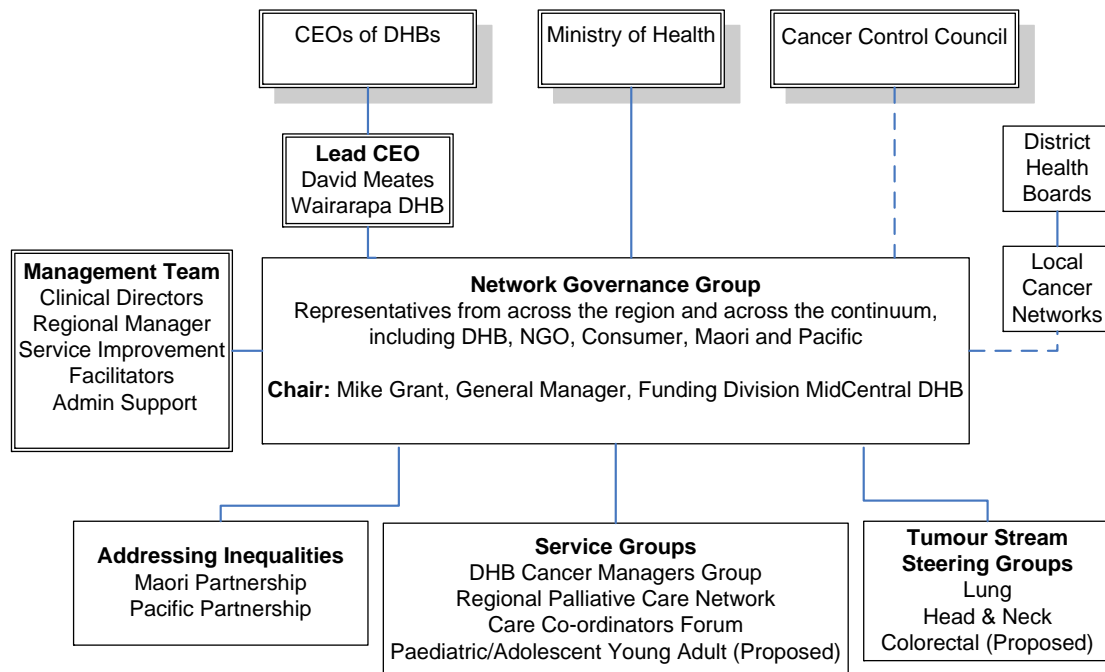 CEOs of DHBs
Ministry of Health
Cancer Control Council
Lead CEO
David Meates
Wairarapa DHB
District
Health
Boards
Management Team
Clinical Directors
Regional Manager
Service Improvement
Facilitators
Admin Support
Network Governance Group
Representatives from across the region and across the continuum,
including DHB, NGO, Consumer, Maori and Pacific
Chair: Mike Grant, General Manager, Funding Division MidCentral DHB
Local
Cancer
Networks
Addressing Inequalities
Maori Partnership
Pacific Partnership
Service Groups
DHB Cancer Managers Group
Regional Palliative Care Network
Care Co-ordinators Forum
Paediatric/Adolescent Young Adult (Proposed)
Tumour Stream
Steering Groups
Lung
Head & Neck
Colorectal (Proposed)